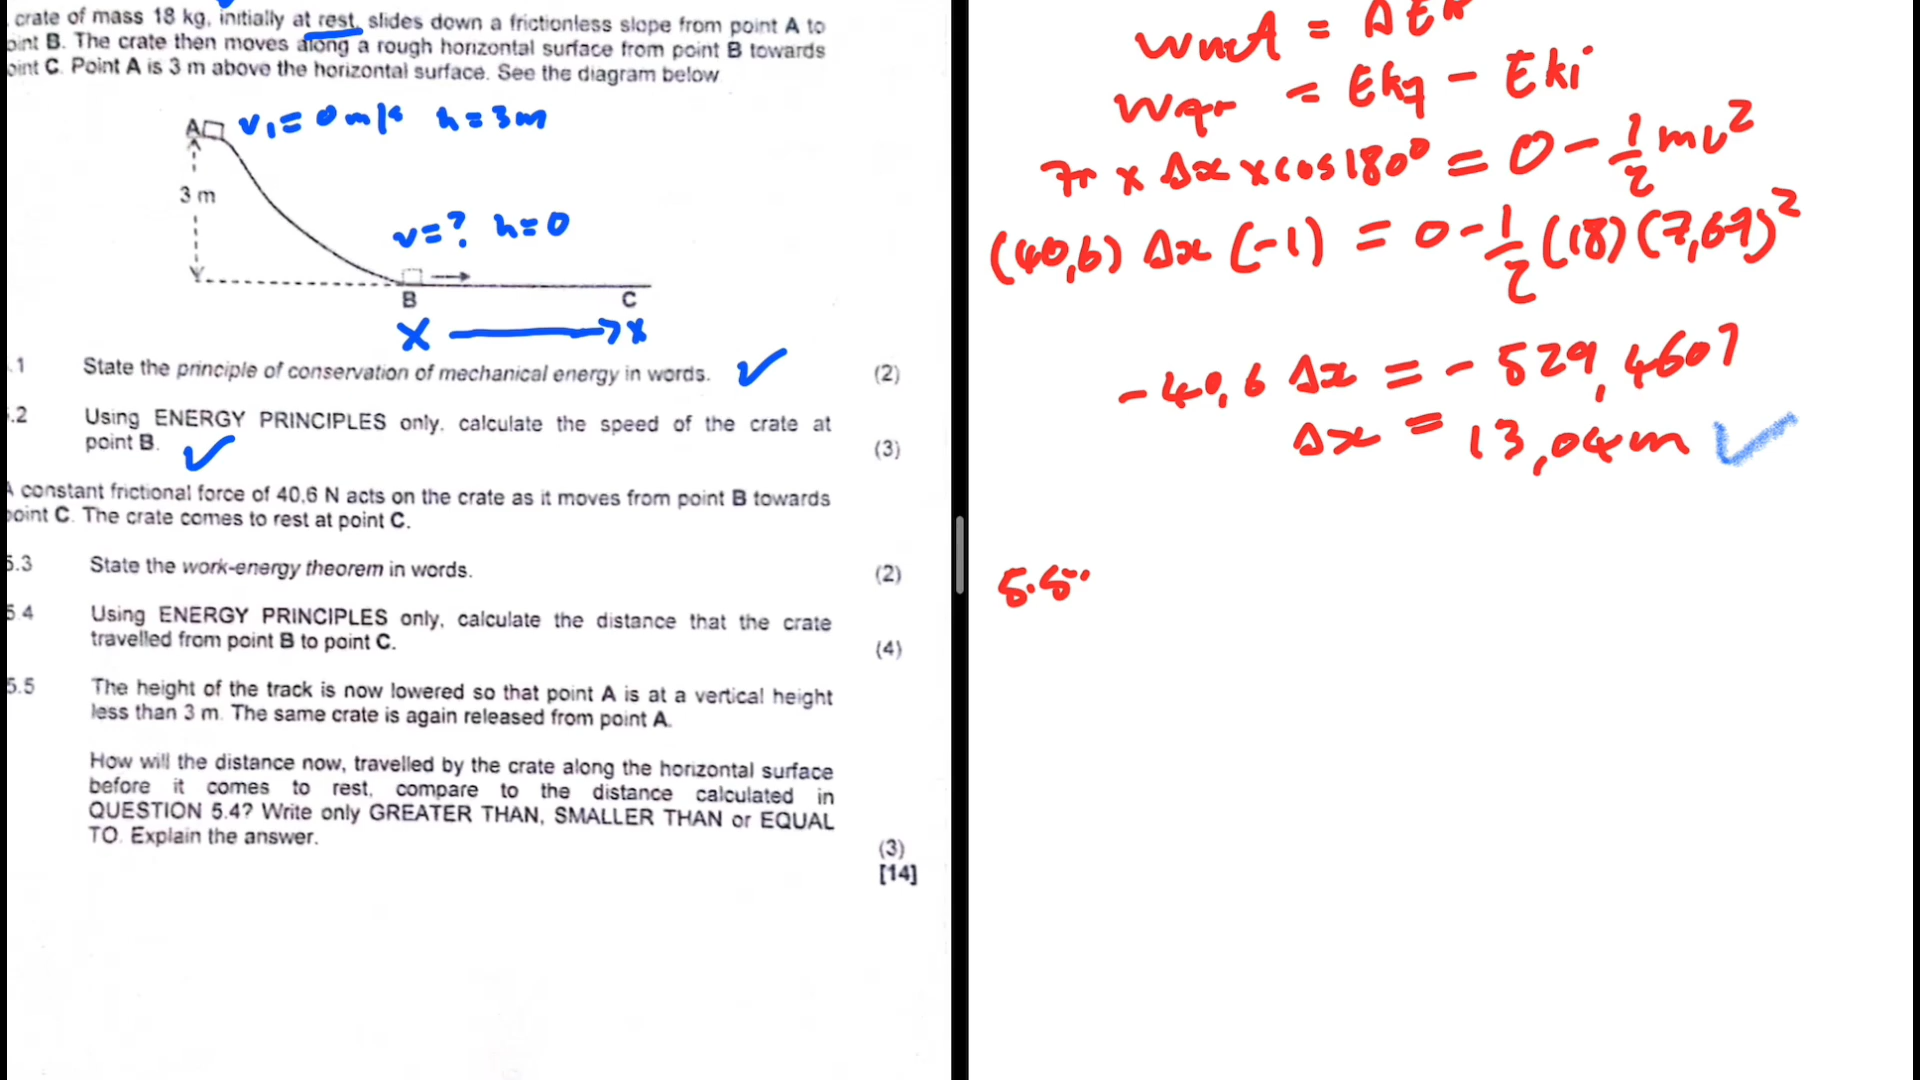 crate of mass 18 kg, initially at rest, slides down a frictionless slope from point A to
oint B. The crate then moves along a rough horizontal surface from point B towards
oint C. Point A is 3 m above the horizontal surface. See the diagram below
A v₁ = 0 m/s h = 3m
3 m
v = ? h = 0
B C
x → x
.1 State the principle of conservation of mechanical energy in words. ✓ (2)
.2 Using ENERGY PRINCIPLES only, calculate the speed of the crate at
point B. ✓ (3)
A constant frictional force of 40,6 N acts on the crate as it moves from point B towards
point C. The crate comes to rest at point C.
5.3 State the work-energy theorem in words. (2)
5.4 Using ENERGY PRINCIPLES only, calculate the distance that the crate
travelled from point B to point C. (4)
5.5 The height of the track is now lowered so that point A is at a vertical height
less than 3 m. The same crate is again released from point A.
How will the distance now, travelled by the crate along the horizontal surface
before it comes to rest, compare to the distance calculated in
QUESTION 5.4? Write only GREATER THAN, SMALLER THAN or EQUAL
TO. Explain the answer.
(3)
[14]
= ΔEk
= Ekf - Eki
fr x Δx x cos180° = 0 - 1/2 mv²
(40,6) Δx (-1) = 0 - 1/2 (18)(7,67)²
-40,6 Δx = - 529,4607
Δx = 13,04m ✓
5.5